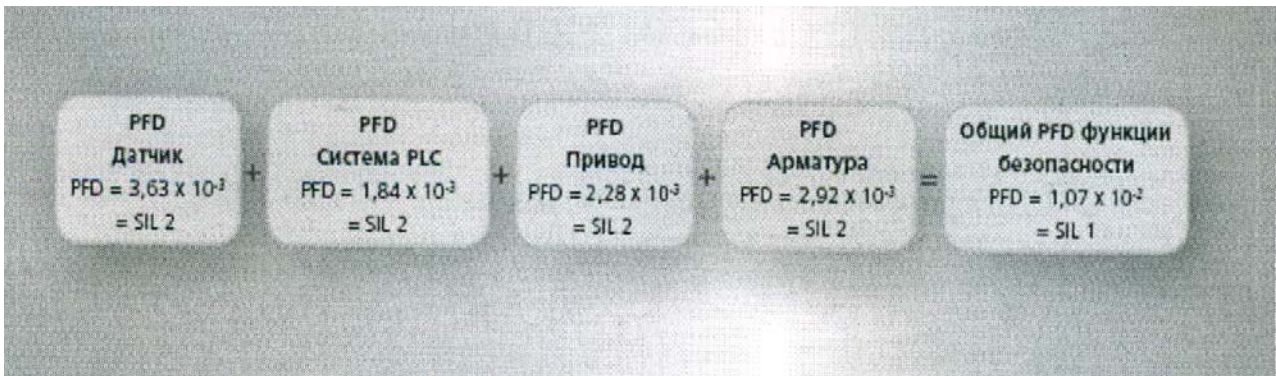 PFD
Датчик
PFD = 3,63 x 10⁻³
= SIL 2
+
PFD
Система PLC
PFD = 1,84 x 10⁻³
= SIL 2
+
PFD
Привод
PFD = 2,28 x 10⁻³
= SIL 2
+
PFD
Арматура
PFD = 2,92 x 10⁻³
= SIL 2
=
Общий PFD функции
безопасности
PFD = 1,07 x 10⁻²
= SIL 1